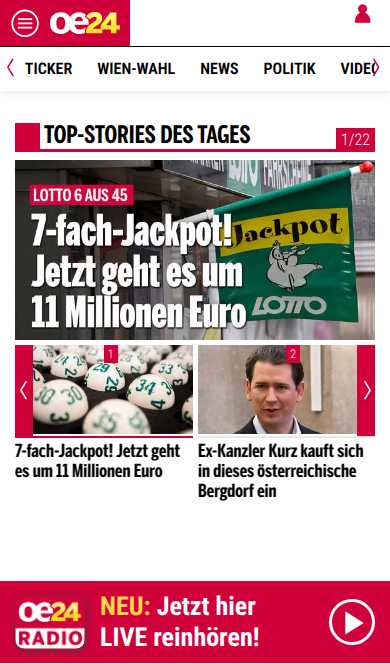 oe24
TICKER WIEN-WAHL NEWS POLITIK
TOP-STORIES DES TAGES
1/22
LOTTO 6 AUS 45
7-fach-Jackpot!
Jetzt geht es um
11 Millionen Euro
Jackpot
LOTTO
1
2
7-fach-Jackpot! Jetzt geht
es um 11 Millionen Euro
Ex-Kanzler Kurz kauft sich
in dieses österreichische
Bergdorf ein
oe24
RADIO
NEU: Jetzt hier
LIVE reinhören!